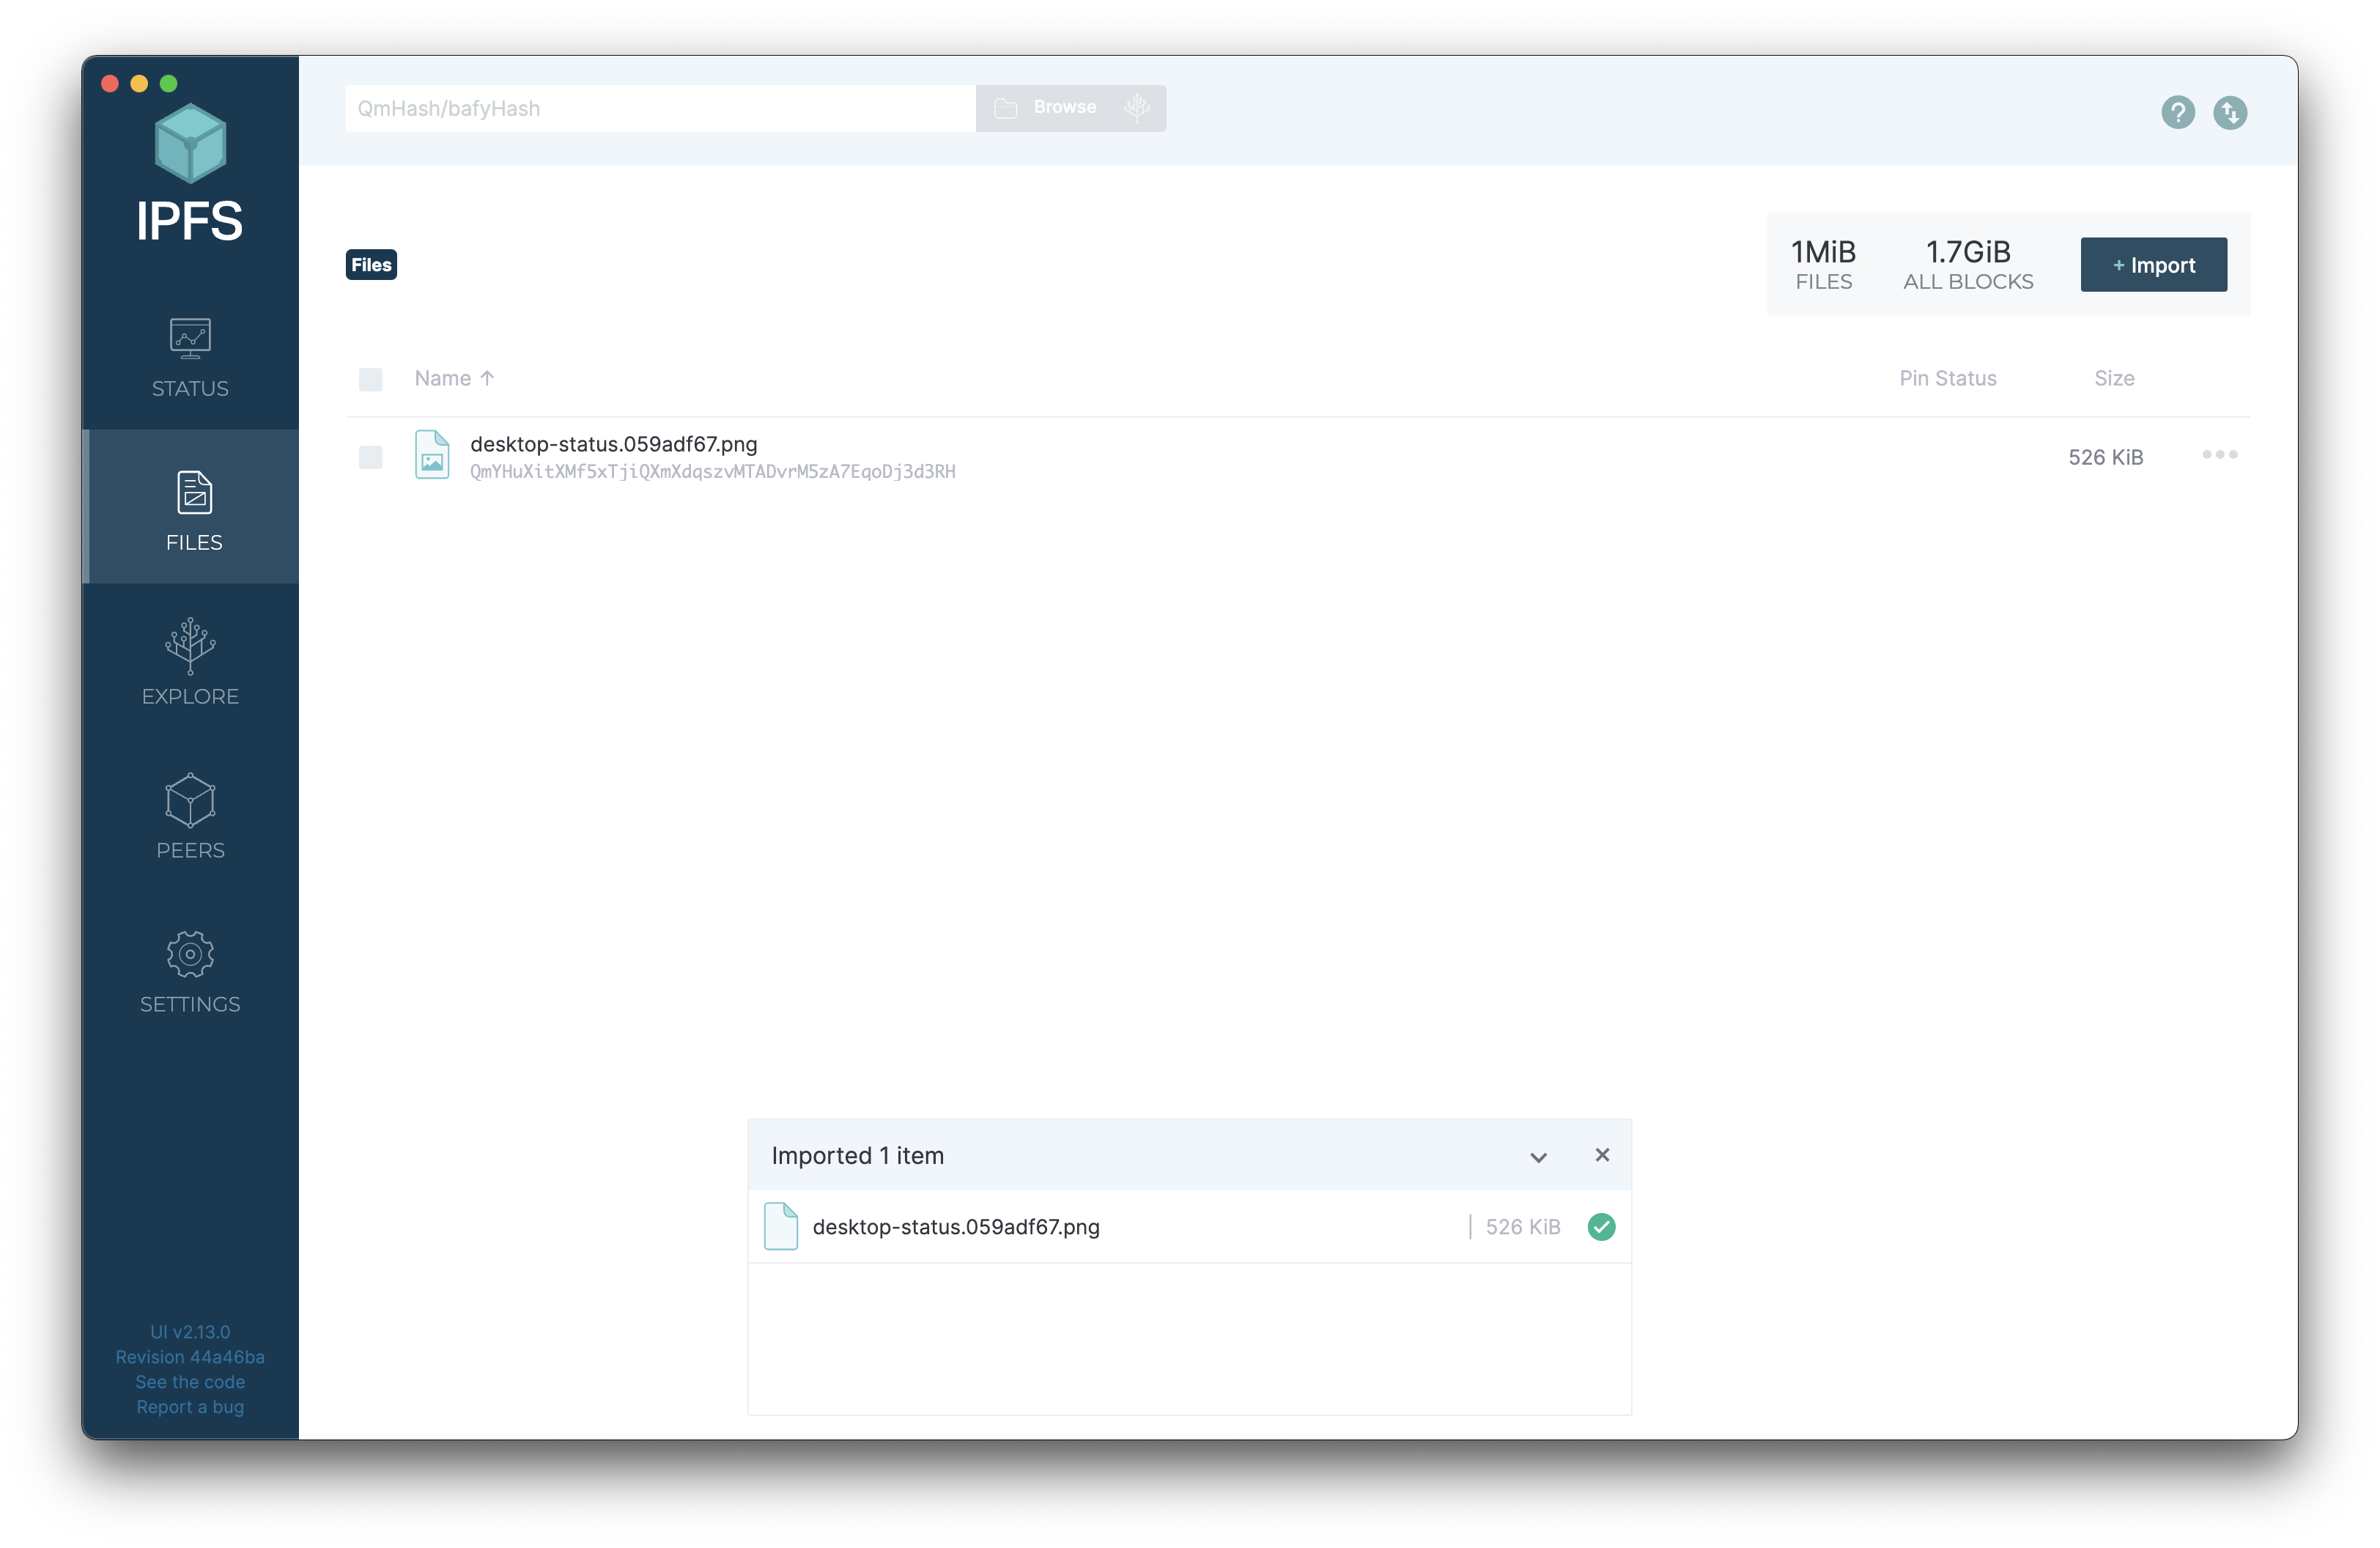 IPFS
STATUS
FILES
EXPLORE
PEERS
SETTINGS
UI v2.13.0
Revision 44a46ba
See the code
Report a bug
QmHash/bafyHash
Browse
Files
1MiB
FILES
1.7GiB
ALL BLOCKS
+ Import
Name ↑
Pin Status
Size
desktop-status.059adf67.png
QmYHuXitXMf5xTjiQXmXdqszvMTADvrM5zA7EqoDj3d3RH
526 KiB
Imported 1 item
desktop-status.059adf67.png
| 526 KiB